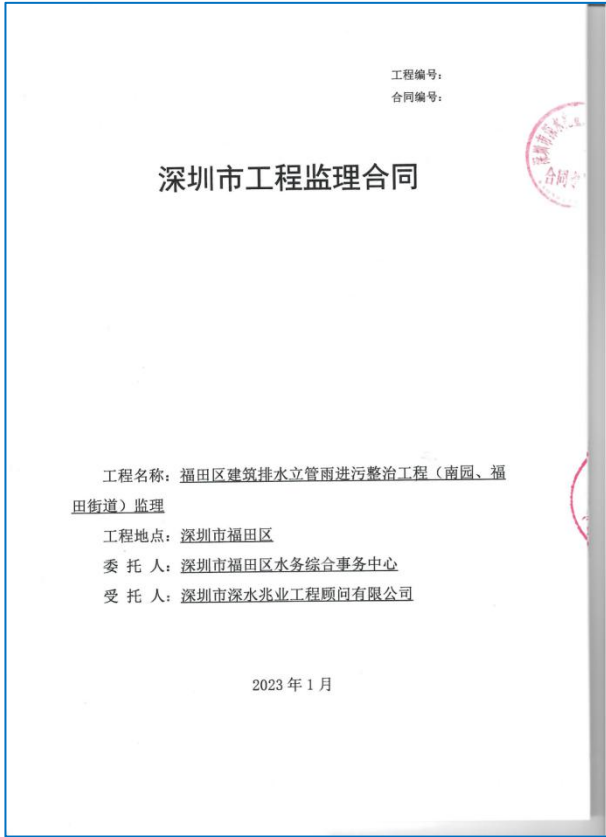 工程编号：
合同编号：
深圳市工程监理合同
合同
工程名称：福田区建筑排水立管雨进污整治工程（南园、福
田街道）监理
工程地点：深圳市福田区
委 托 人：深圳市福田区水务综合事务中心
受 托 人：深圳市深水兆业工程顾问有限公司
2023 年 1 月